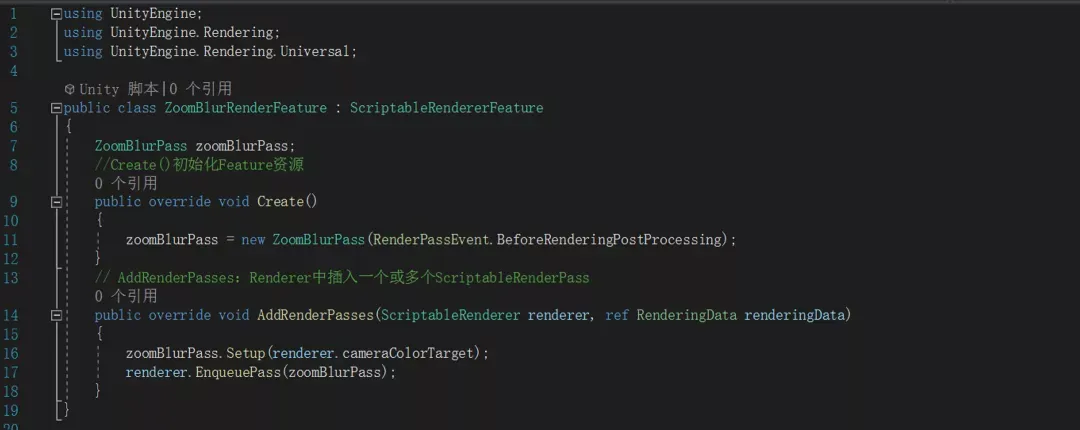 1 using UnityEngine;
2 using UnityEngine.Rendering;
3 using UnityEngine.Rendering.Universal;
4
Unity 脚本|0 个引用
5 public class ZoomBlurRenderFeature : ScriptableRendererFeature
6 {
7 ZoomBlurPass zoomBlurPass;
8 //Create()初始化Feature资源
0 个引用
9 public override void Create()
10 {
11 zoomBlurPass = new ZoomBlurPass(RenderPassEvent.BeforeRenderingPostProcessing);
12 }
13 // AddRenderPasses: Renderer中插入一个或多个ScriptableRenderPass
0 个引用
14 public override void AddRenderPasses(ScriptableRenderer renderer, ref RenderingData renderingData)
15 {
16 zoomBlurPass.Setup(renderer.cameraColorTarget);
17 renderer.EnqueuePass(zoomBlurPass);
18 }
19 }
20